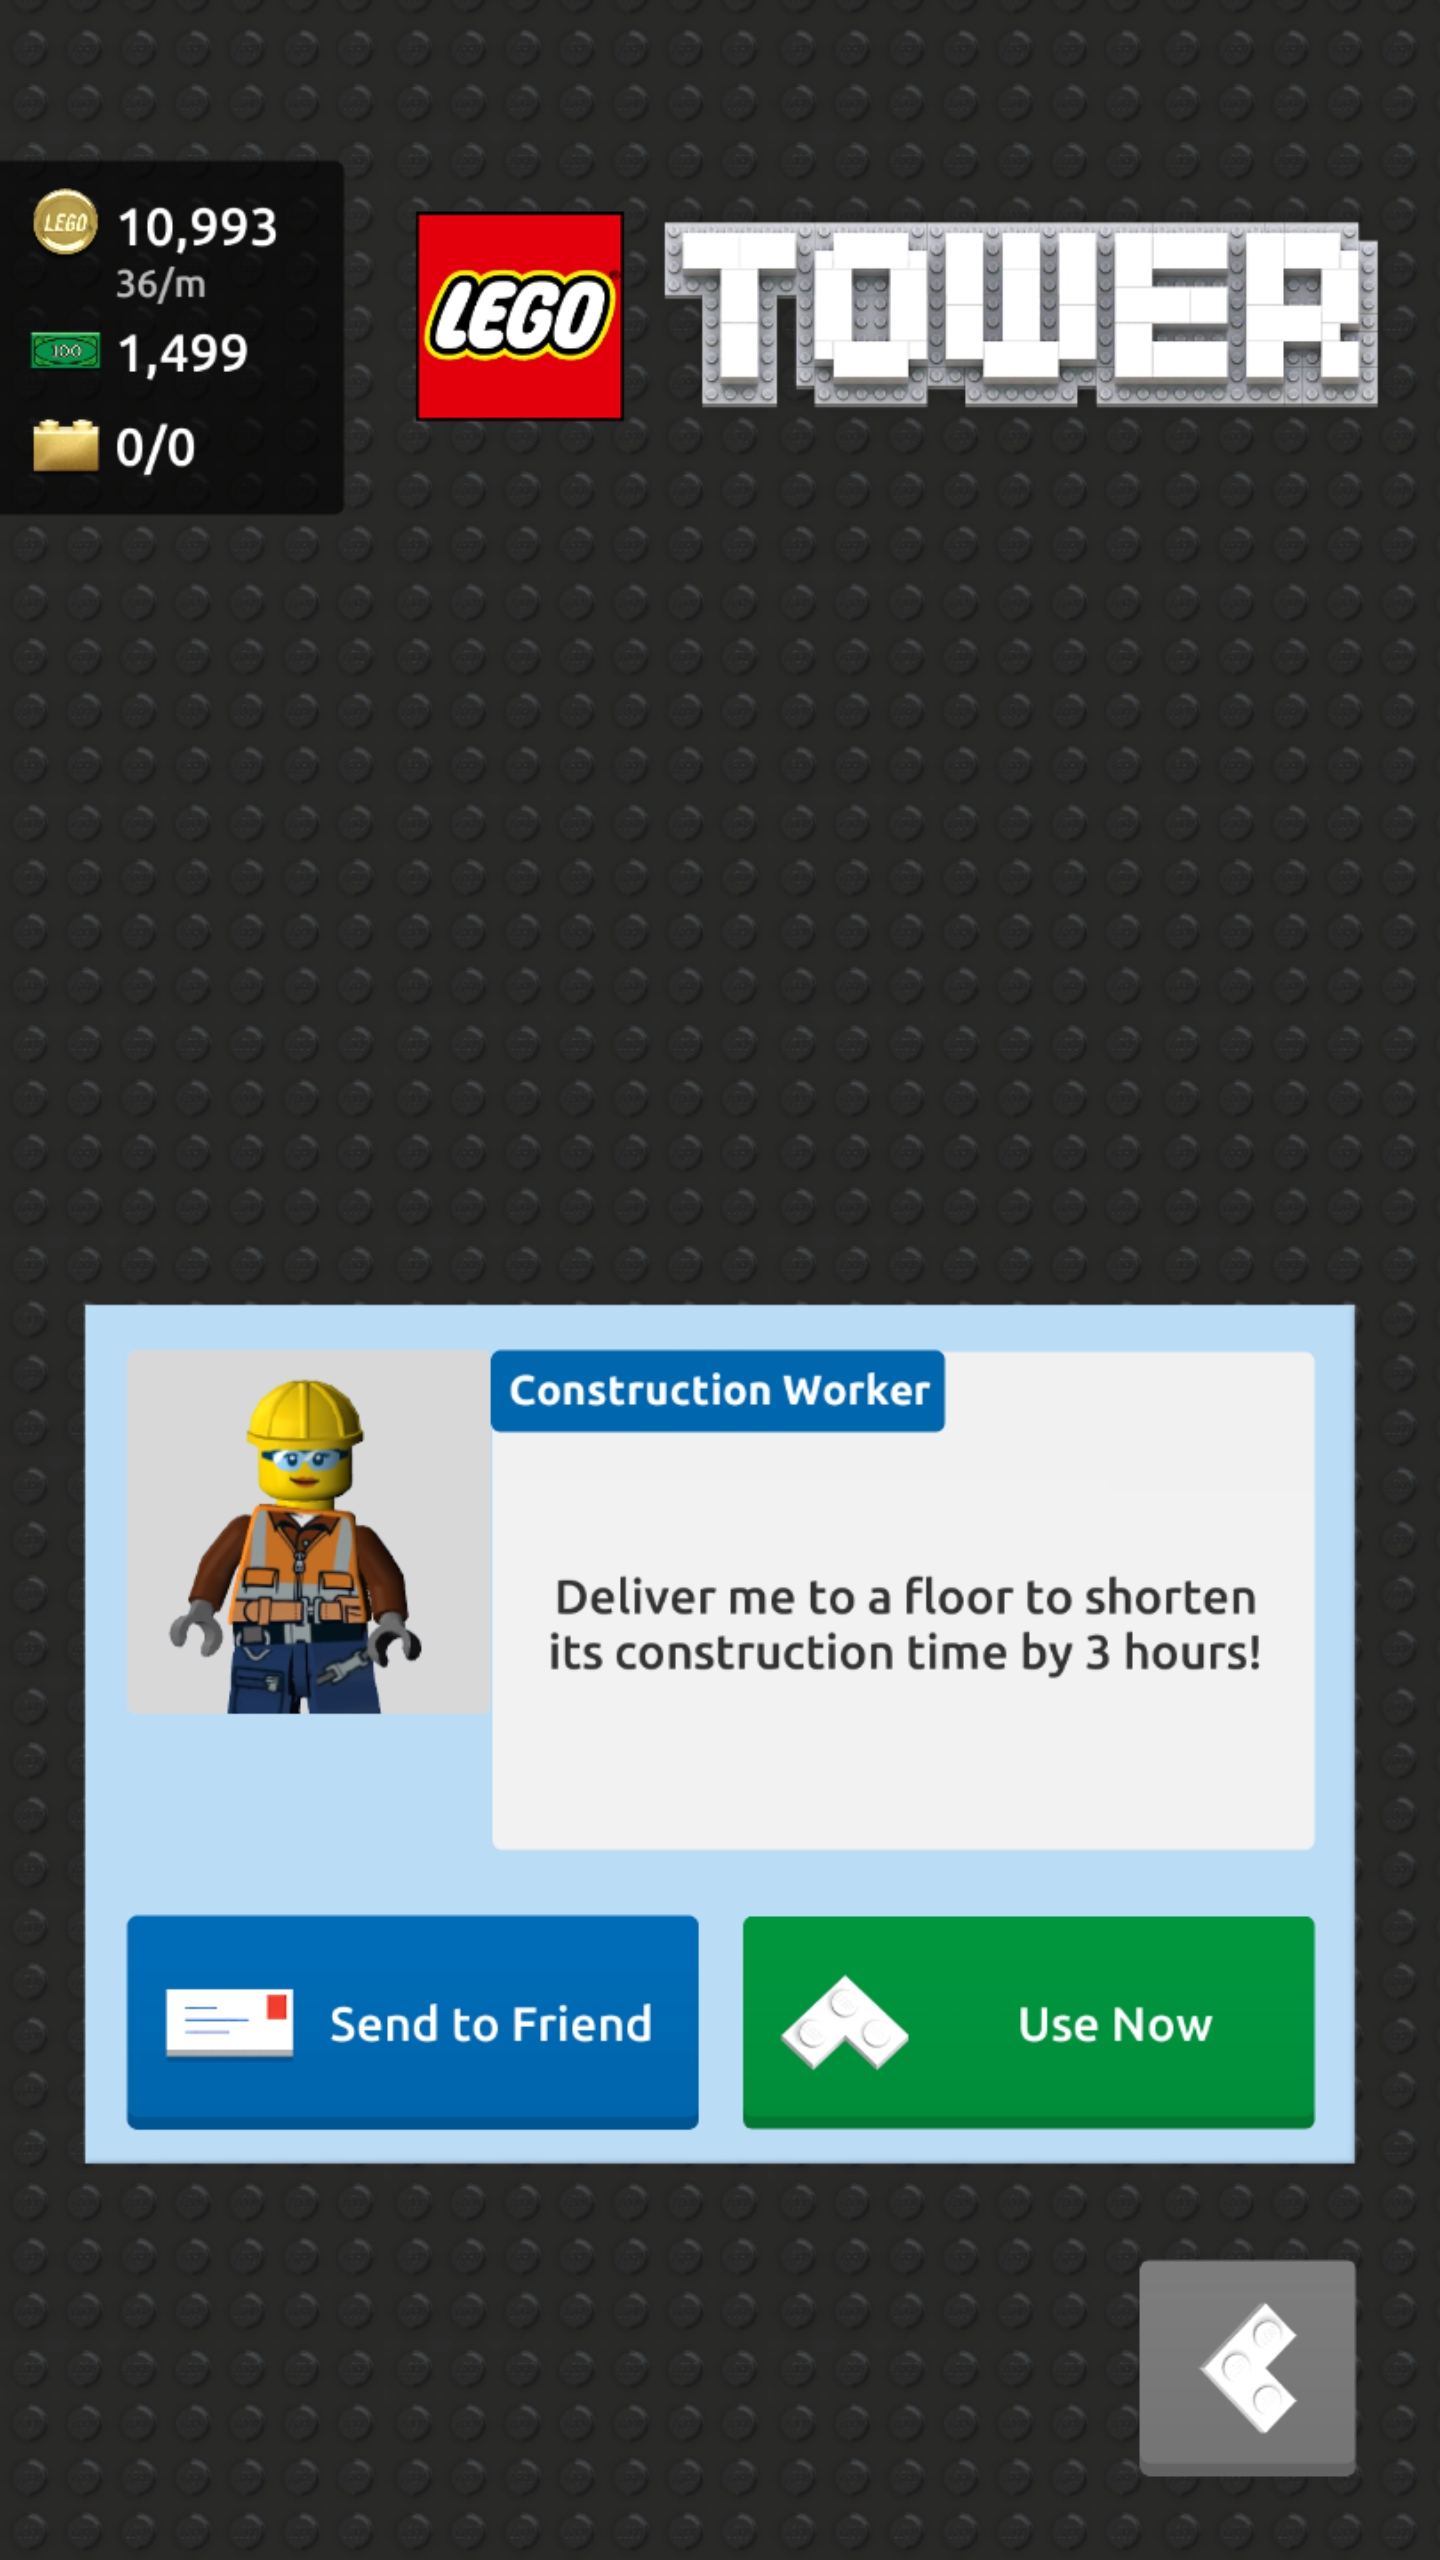 LEGO
10,993
36/m
100
1,499
0/0
LEGO
TOWER
Construction Worker
Deliver me to a floor to shorten
its construction time by 3 hours!
Send to Friend
Use Now